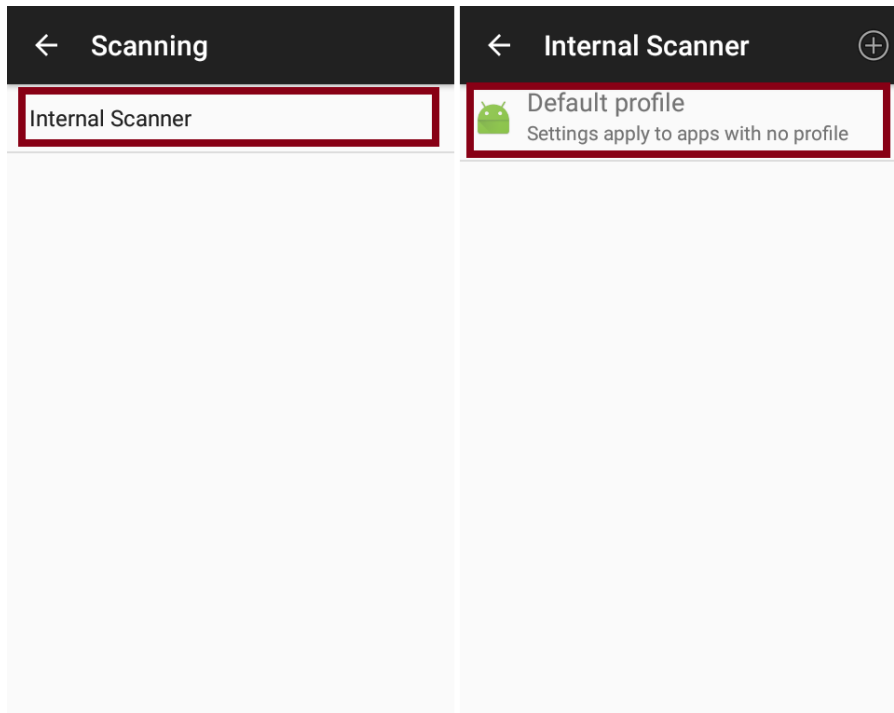 Scanning
Internal Scanner
Internal Scanner
Default profile
Settings apply to apps with no profile